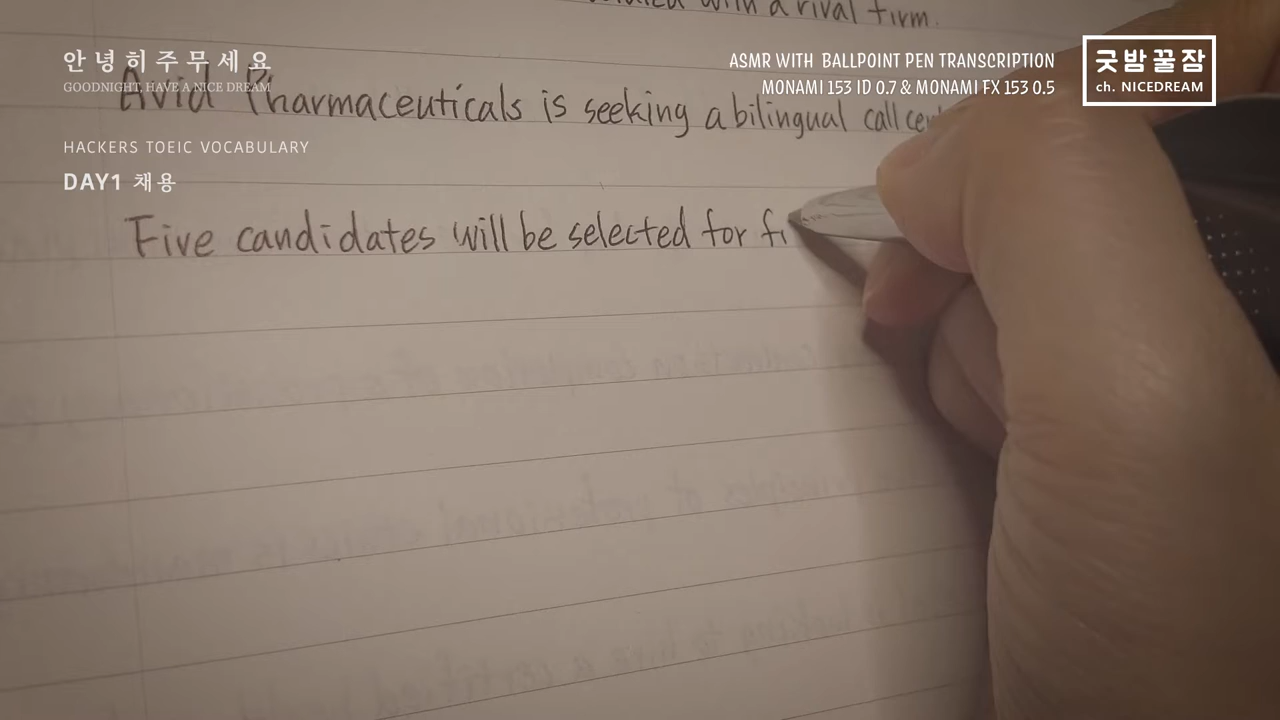 with a rival firm.
안녕히주무세요
GOODNIGHT, HAVE A NICE DREAM
ASMR WITH BALLPOINT PEN TRANSCRIPTION
MONAMI 153 ID 0.7 & MONAMI FX 153 0.5
굿밤꿀잠
ch. NICEDREAM
Avid Pharmaceuticals is seeking a bilingual call
HACKERS TOEIC VOCABULARY
DAY1 채용
Five candidates will be selected for